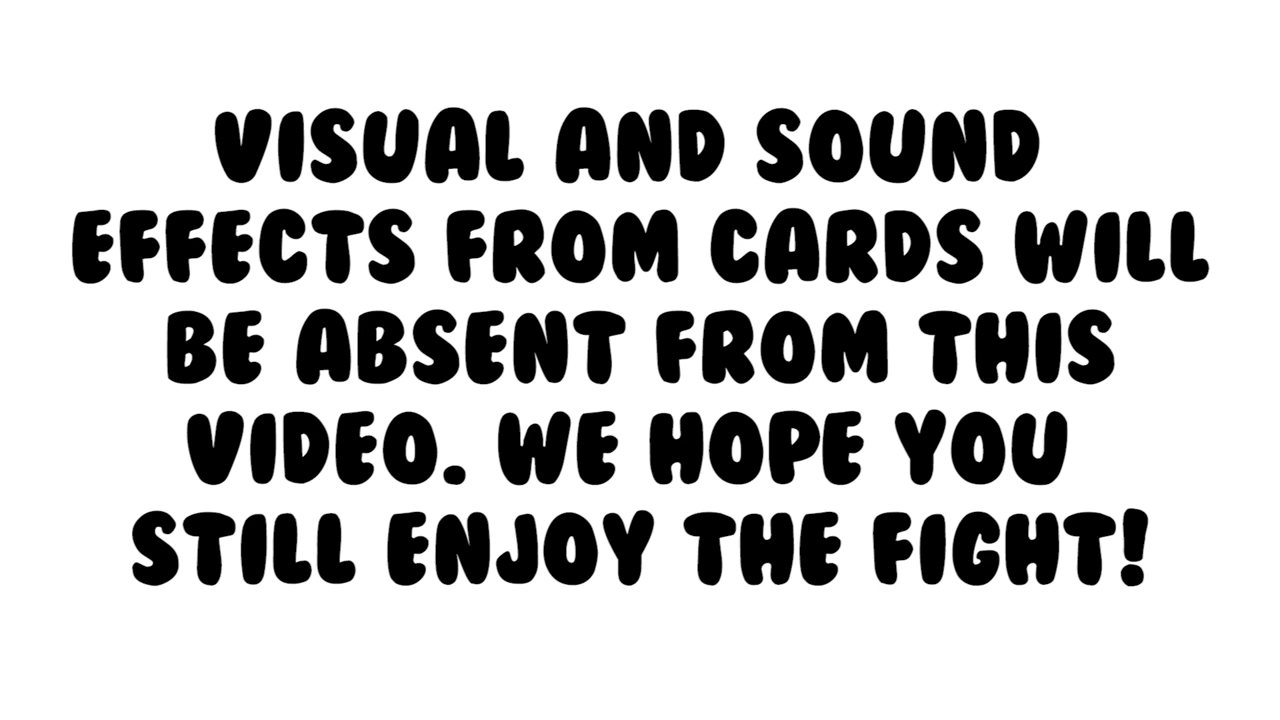 VISUAL AND SOUND
EFFECTS FROM CARDS WILL
BE ABSENT FROM THIS
VIDEO. WE HOPE YOU
STILL ENJOY THE FIGHT!